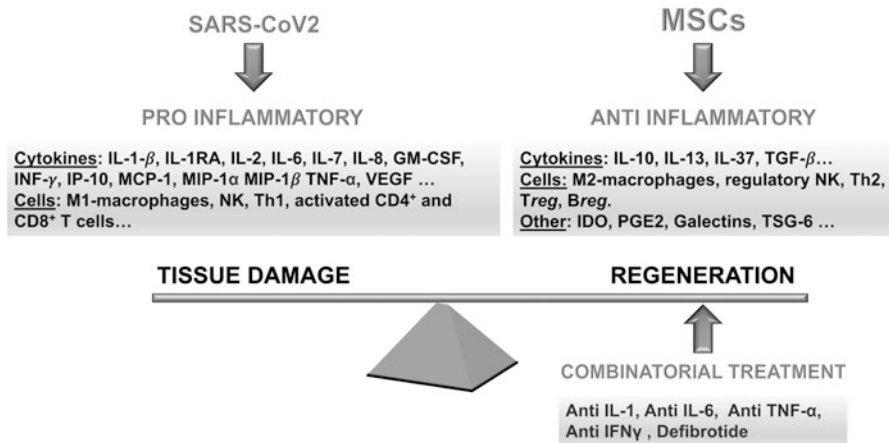 SARS-CoV2
PRO INFLAMMATORY
Cytokines: IL-1-β, IL-1RA, IL-2, IL-6, IL-7, IL-8, GM-CSF,
INF-γ, IP-10, MCP-1, MIP-1α MIP-1β TNF-α, VEGF ...
Cells: M1-macrophages, NK, Th1, activated CD4⁺ and
CD8⁺ T cells...
MSCs
ANTI INFLAMMATORY
Cytokines: IL-10, IL-13, IL-37, TGF-β...
Cells: M2-macrophages, regulatory NK, Th2,
Treg, Breg.
Other: IDO, PGE2, Galectins, TSG-6 ...
TISSUE DAMAGE
REGENERATION
COMBINATORIAL TREATMENT
Anti IL-1, Anti IL-6, Anti TNF-α,
Anti IFNγ , Defibrotide